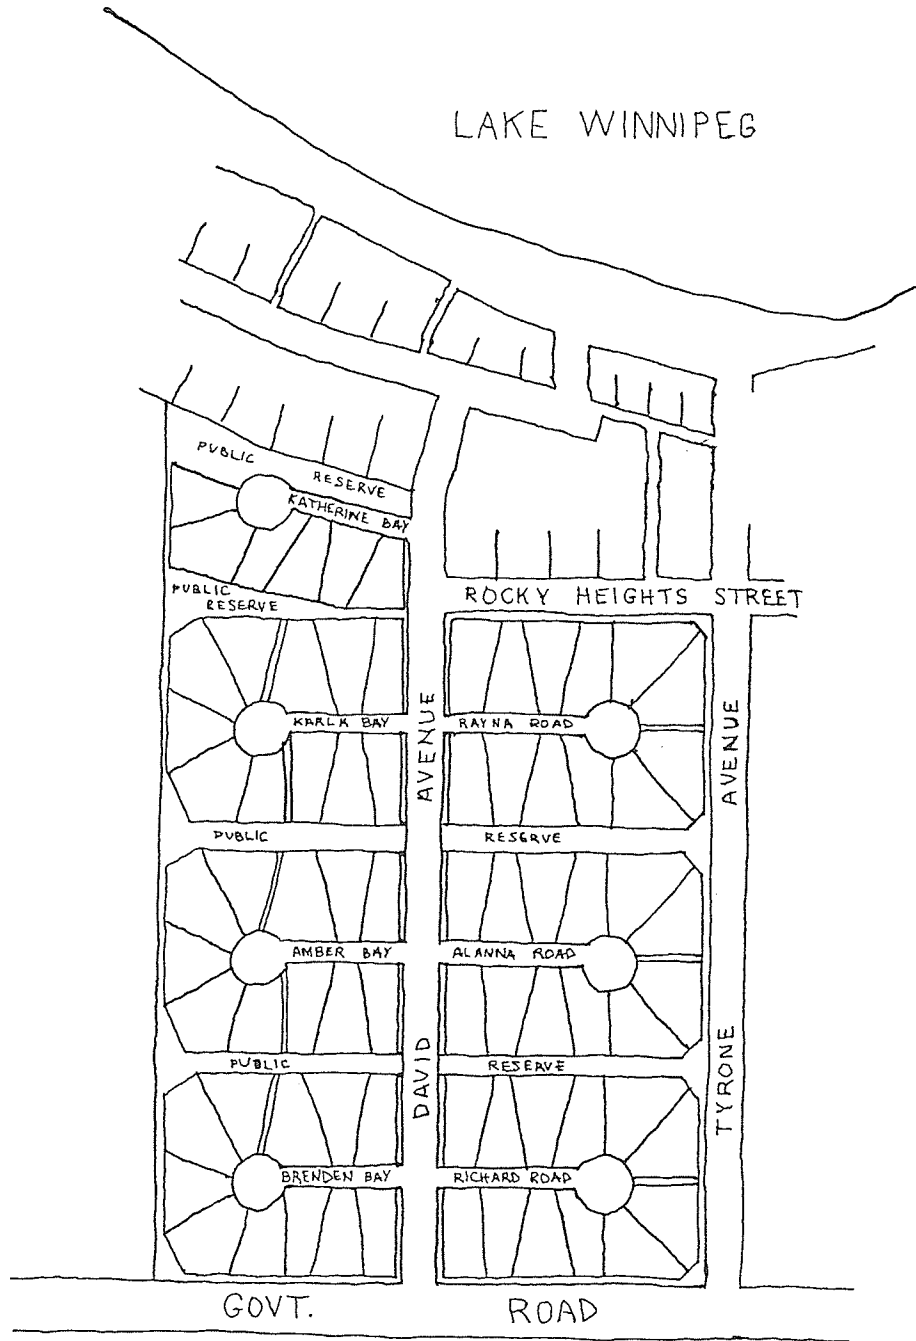 LAKE WINNIPEG
PUBLIC RESERVE
KATHERINE BAY
PUBLIC
RESERVE
ROCKY HEIGHTS STREET
KARLA BAY
RAYNA ROAD
AVENUE
AVENUE
PUBLIC RESERVE
AMBER BAY
ALANNA ROAD
DAVID
TYRONE
PUBLIC RESERVE
BRENDEN BAY
RICHARD ROAD
GOVT. ROAD